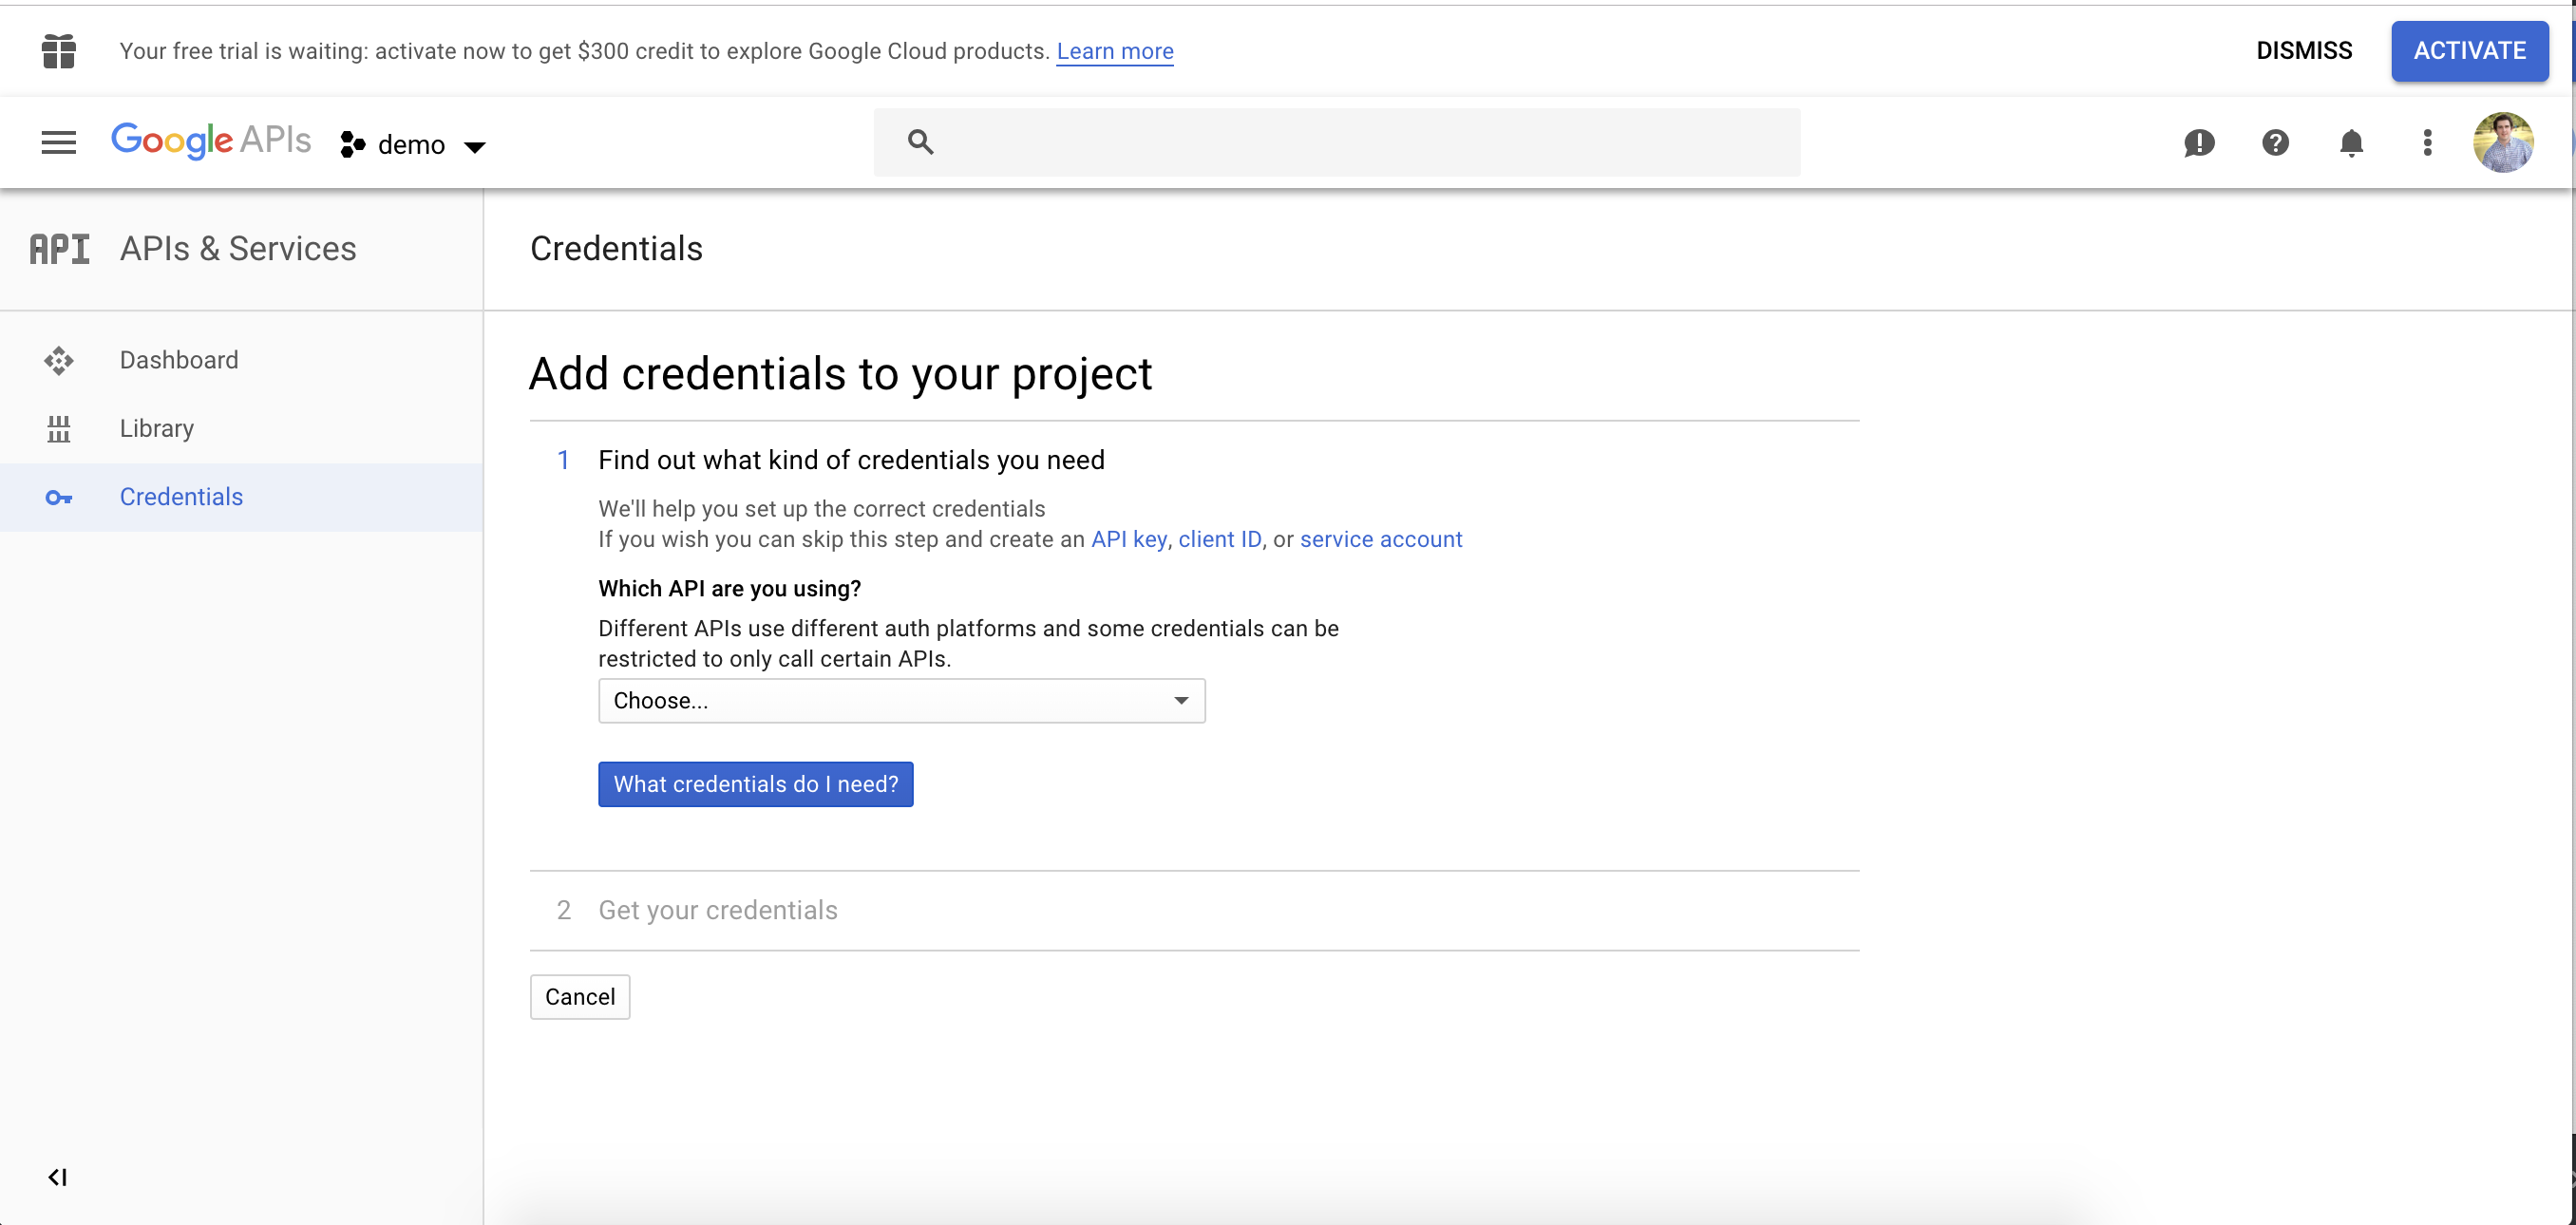 Your free trial is waiting: activate now to get $300 credit to explore Google Cloud products. Learn more
DISMISS
ACTIVATE
Google APIs
demo
API
APIs & Services
Credentials
Dashboard
Library
Credentials
Add credentials to your project
1 Find out what kind of credentials you need
We'll help you set up the correct credentials
If you wish you can skip this step and create an API key, client ID, or service account
Which API are you using?
Different APIs use different auth platforms and some credentials can be
restricted to only call certain APIs.
Choose...
What credentials do I need?
2 Get your credentials
Cancel